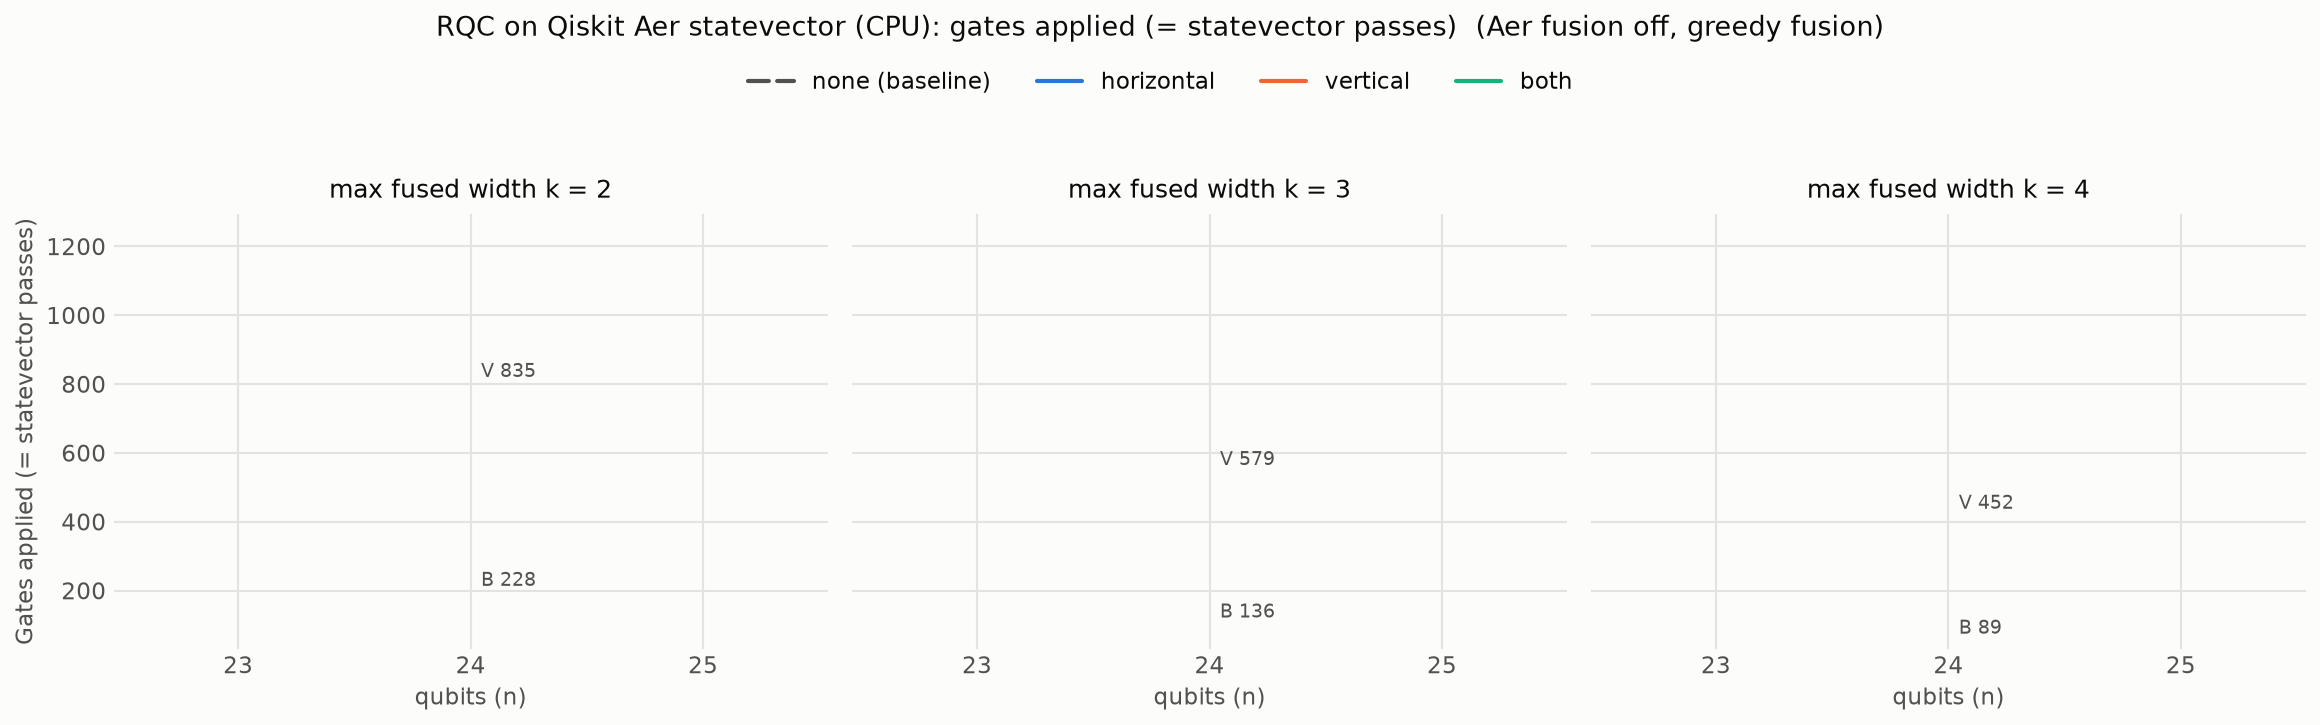 RQC on Qiskit Aer statevector (CPU): gates applied (= statevector passes)  (Aer fusion off, greedy fusion)
none (baseline) horizontal vertical both
max fused width k = 2
Gates applied (= statevector passes)
1200
1000
800
600
400
200
V 835
B 228
23 24 25
qubits (n)
max fused width k = 3
V 579
B 136
23 24 25
qubits (n)
max fused width k = 4
V 452
B 89
23 24 25
qubits (n)